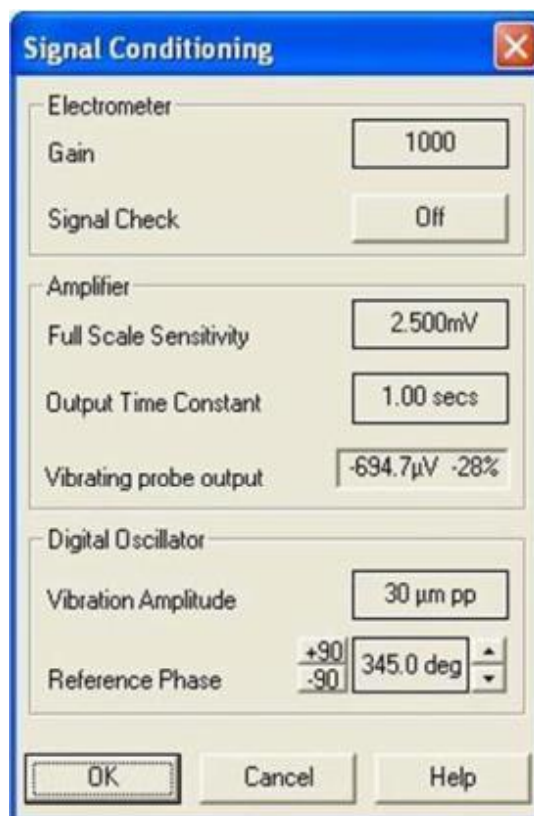 Signal Conditioning
Electrometer
Gain 1000
Signal Check Off
Amplifier
Full Scale Sensitivity 2.500mV
Output Time Constant 1.00 secs
Vibrating probe output -694.7µV -28%
Digital Oscillator
Vibration Amplitude 30 µm pp
Reference Phase +90 -90 345.0 deg
OK Cancel Help